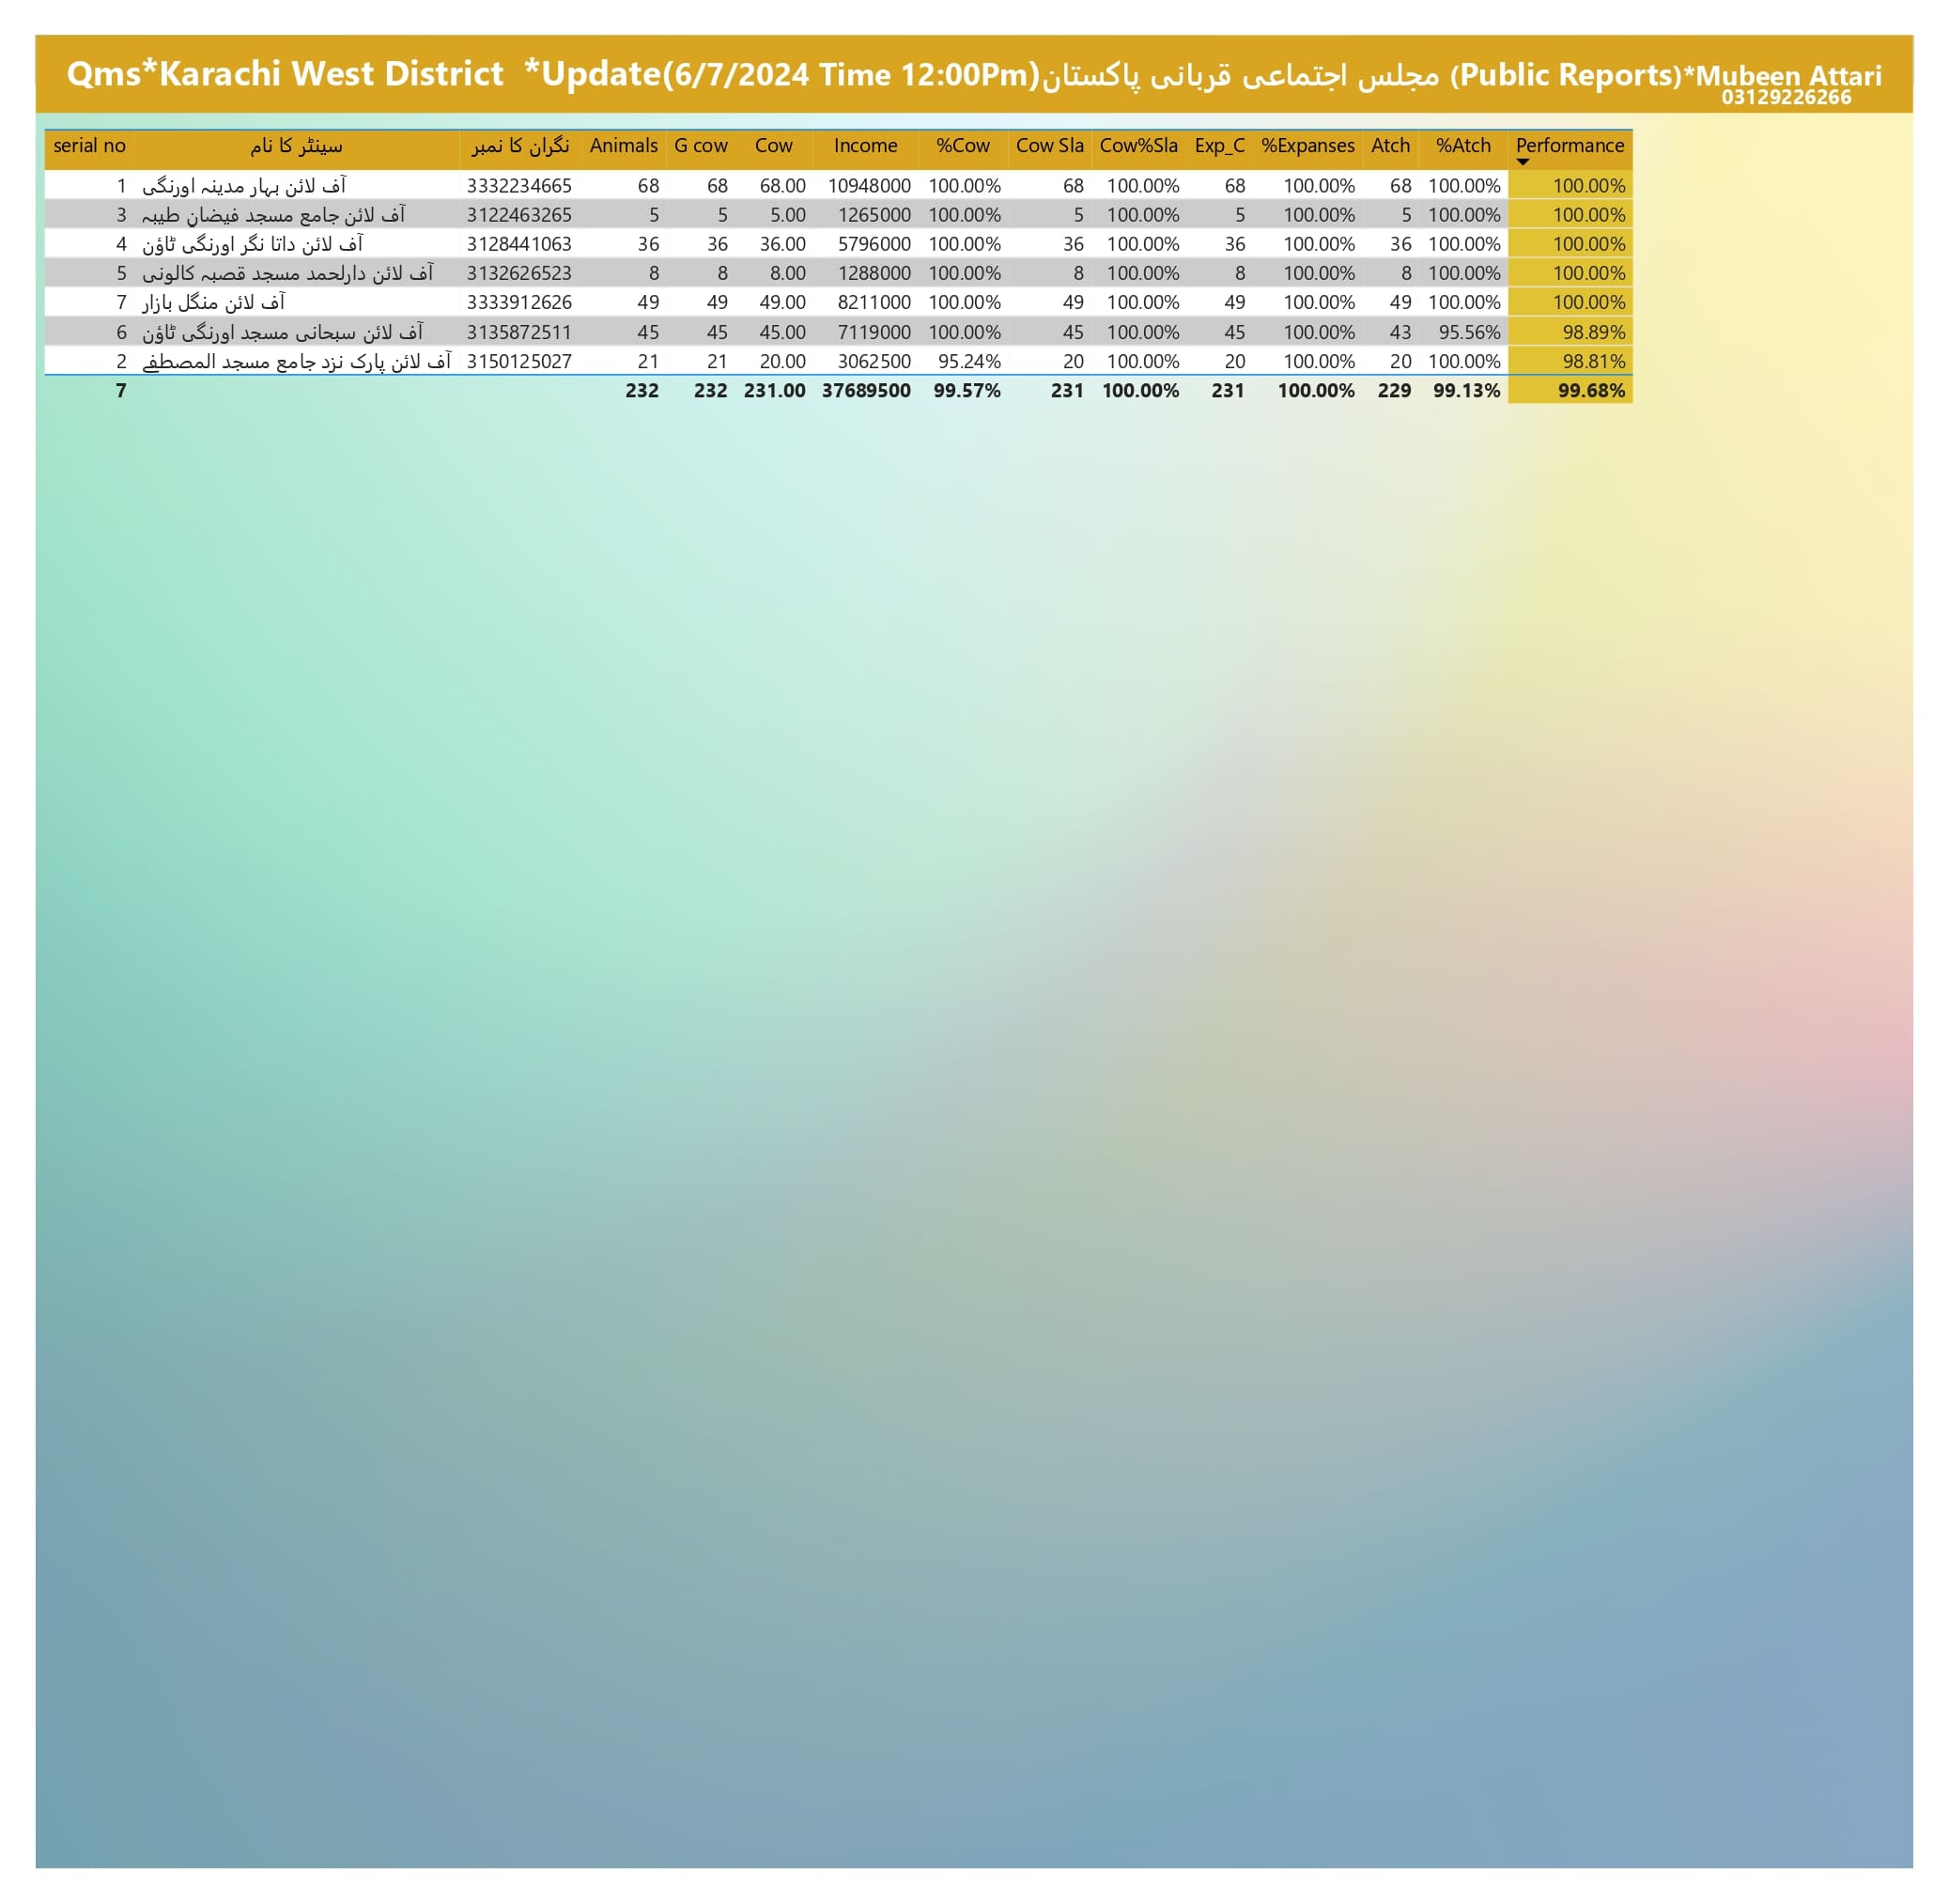 Qms*Karachi West District *Update(6/7/2024 Time 12:00Pm)مجلس اجتماعی قربانی پاکستان (Public Reports)*Mubeen Attari
03129226266
serial no سینٹر کا نام نگران کا نمبر Animals G cow Cow Income %Cow Cow Sla Cow%Sla Exp_C %Expanses Atch %Atch Performance
1 آف لائن بہار مدینہ اورنگی 3332234665 68 68 68.00 10948000 100.00% 68 100.00% 68 100.00% 68 100.00% 100.00%
3 آف لائن جامع مسجد فیضانِ طیبہ 3122463265 5 5 5.00 1265000 100.00% 5 100.00% 5 100.00% 5 100.00% 100.00%
4 آف لائن داتا نگر اورنگی ٹاؤن 3128441063 36 36 36.00 5796000 100.00% 36 100.00% 36 100.00% 36 100.00% 100.00%
5 آف لائن دارلحمد مسجد قصبہ کالونی 3132626523 8 8 8.00 1288000 100.00% 8 100.00% 8 100.00% 8 100.00% 100.00%
7 آف لائن منگل بازار 3333912626 49 49 49.00 8211000 100.00% 49 100.00% 49 100.00% 49 100.00% 100.00%
6 آف لائن سبحانی مسجد اورنگی ٹاؤن 3135872511 45 45 45.00 7119000 100.00% 45 100.00% 45 100.00% 43 95.56% 98.89%
2 آف لائن پارک نزد جامع مسجد المصطفے 3150125027 21 21 20.00 3062500 95.24% 20 100.00% 20 100.00% 20 100.00% 98.81%
7 232 232 231.00 37689500 99.57% 231 100.00% 231 100.00% 229 99.13% 99.68%